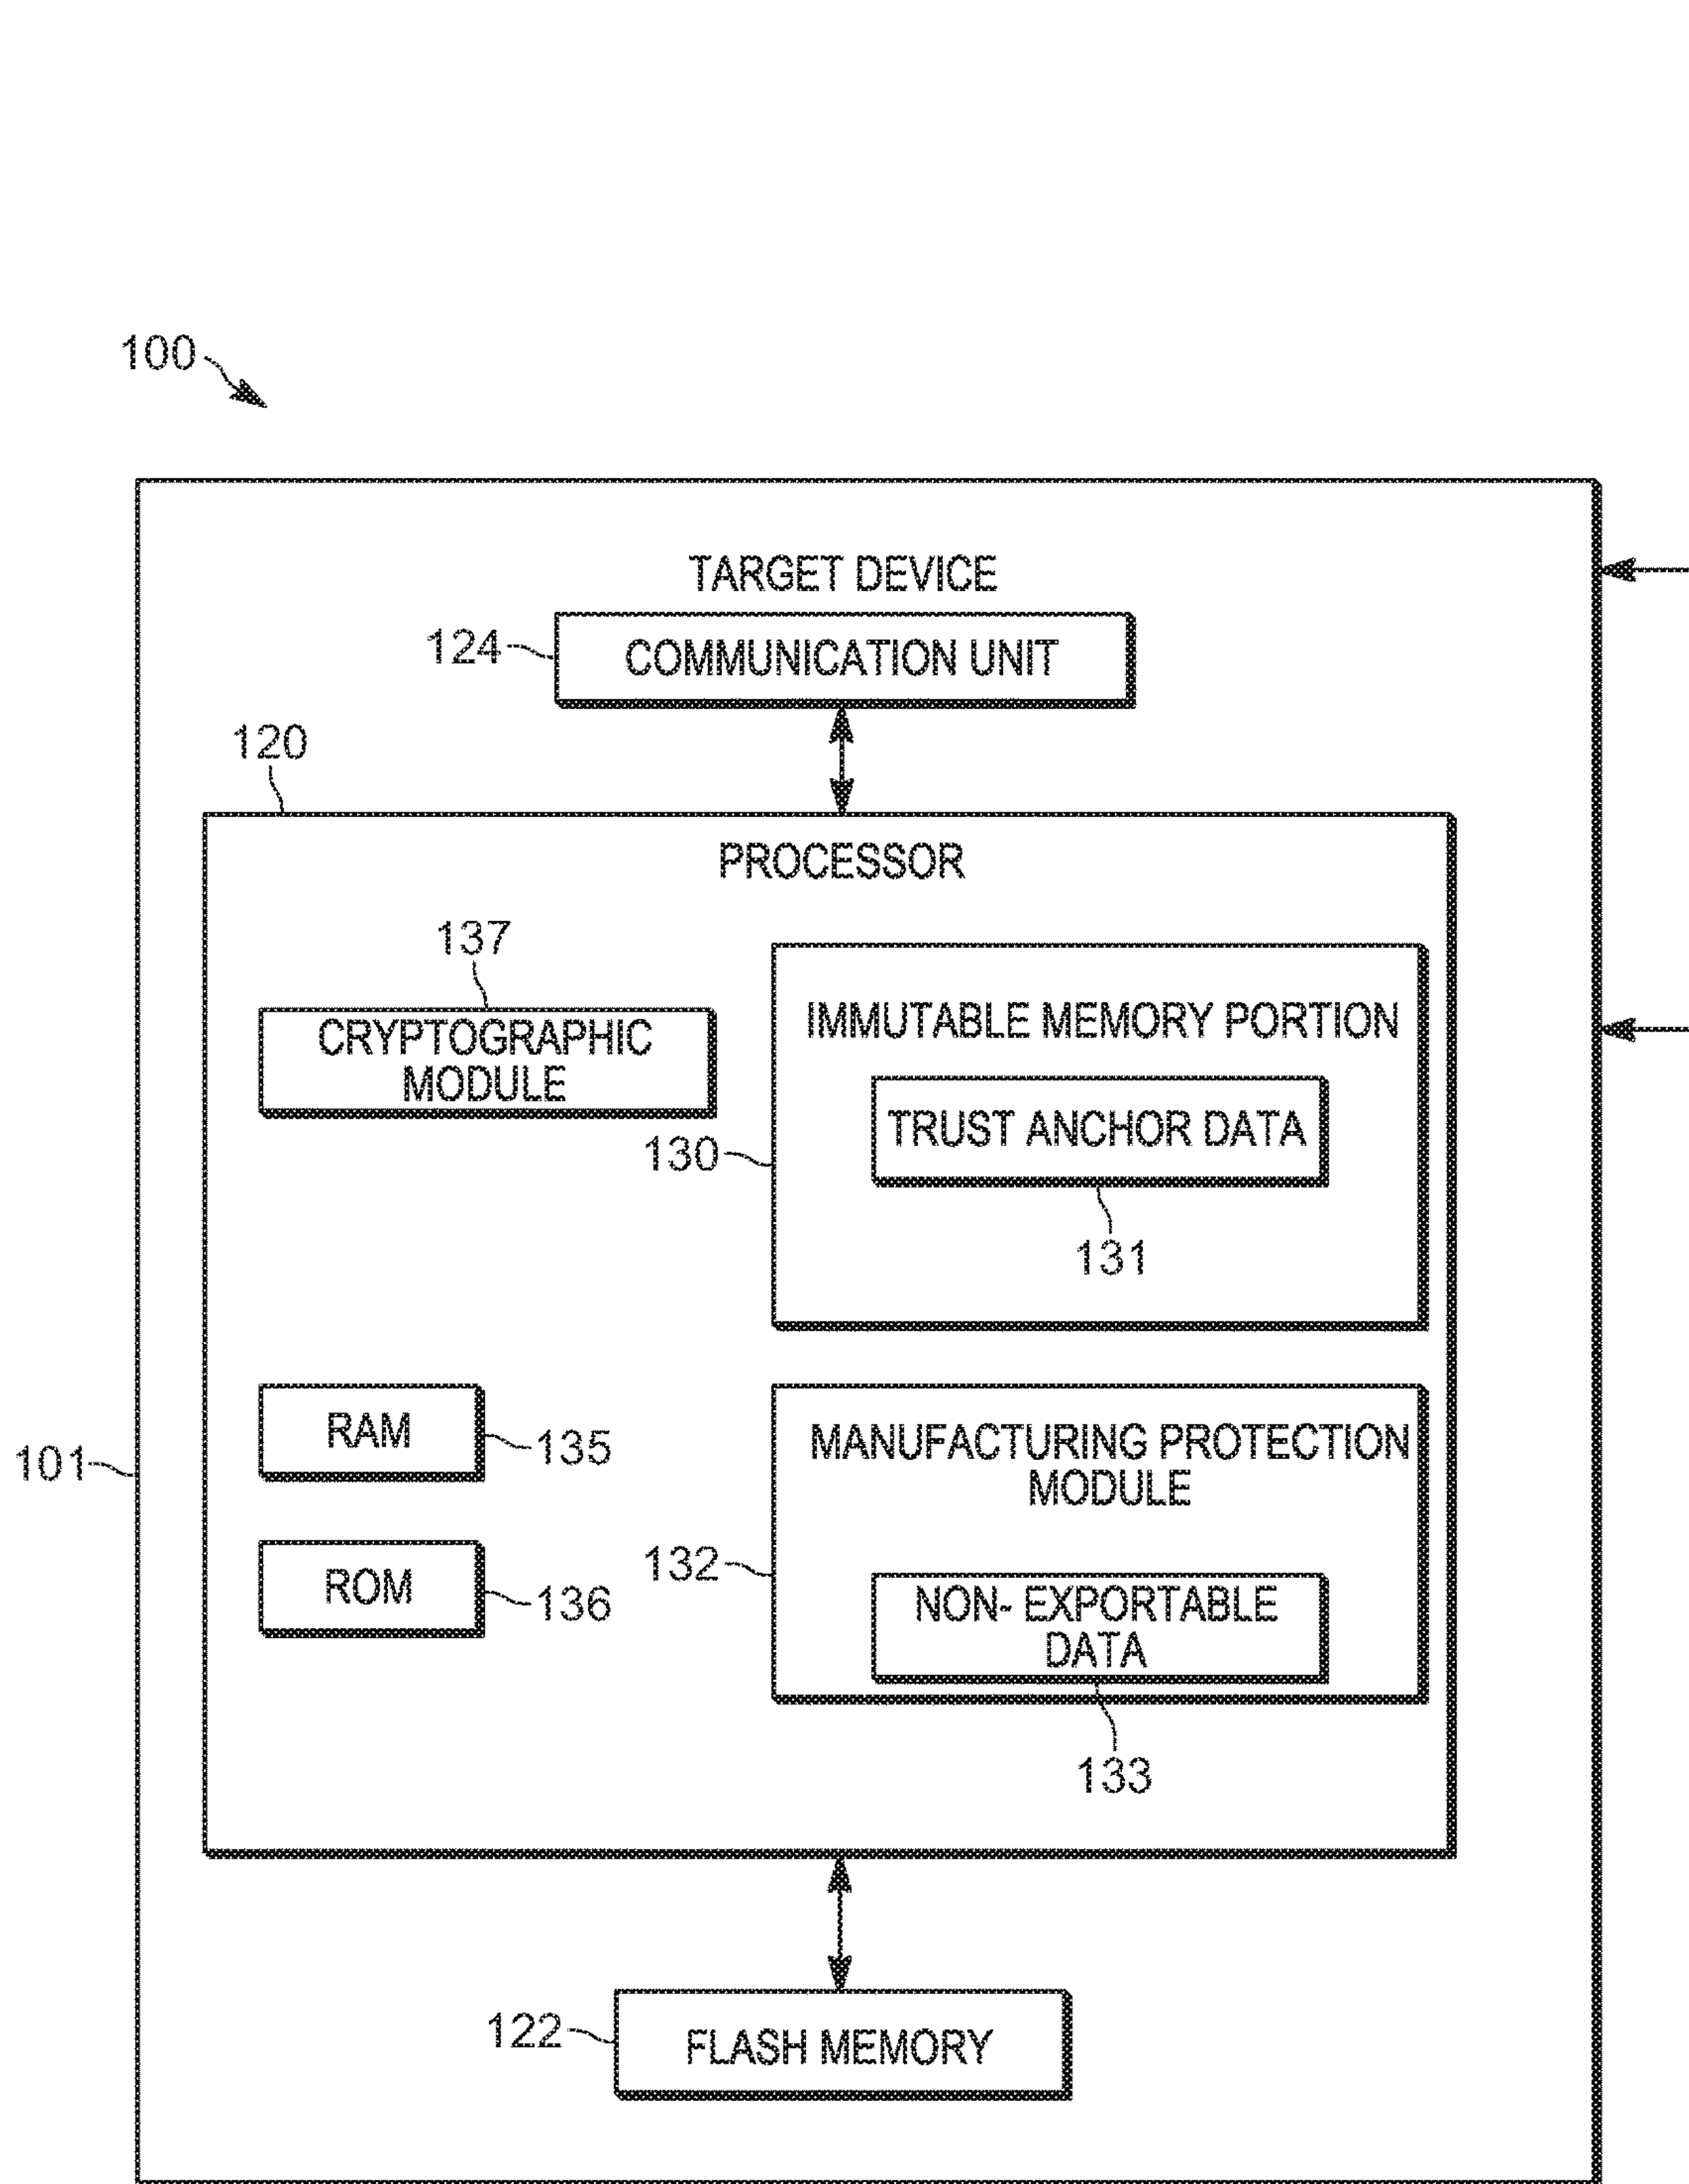 100
TARGET DEVICE
124
COMMUNICATION UNIT
120
PROCESSOR
137
CRYPTOGRAPHIC
MODULE
IMMUTABLE MEMORY PORTION
TRUST ANCHOR DATA
130
131
RAM
135
101
MANUFACTURING PROTECTION
MODULE
ROM
136
132
NON- EXPORTABLE
DATA
133
122
FLASH MEMORY